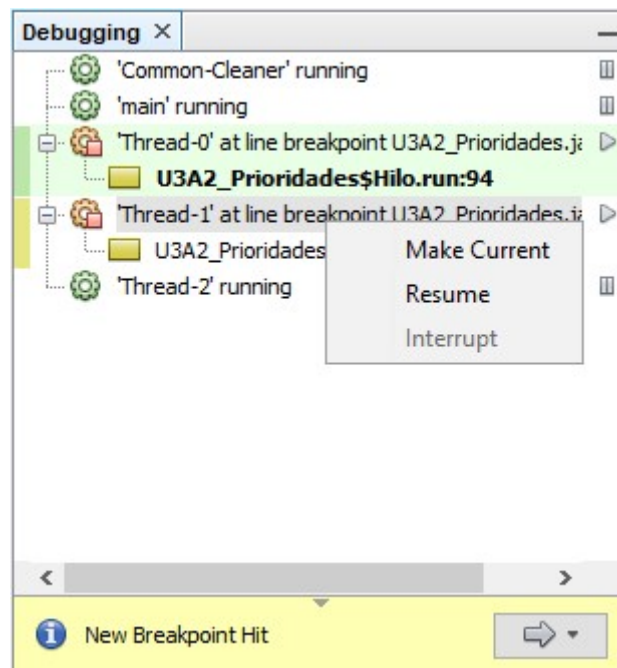 Debugging
'Common-Cleaner' running
'main' running
'Thread-0' at line breakpoint U3A2_Prioridades.ja
U3A2_Prioridades$Hilo.run:94
'Thread-1' at line breakpoint U3A2_Prioridades.ja
U3A2_Prioridades
Make Current
'Thread-2' running
Resume
Interrupt
New Breakpoint Hit